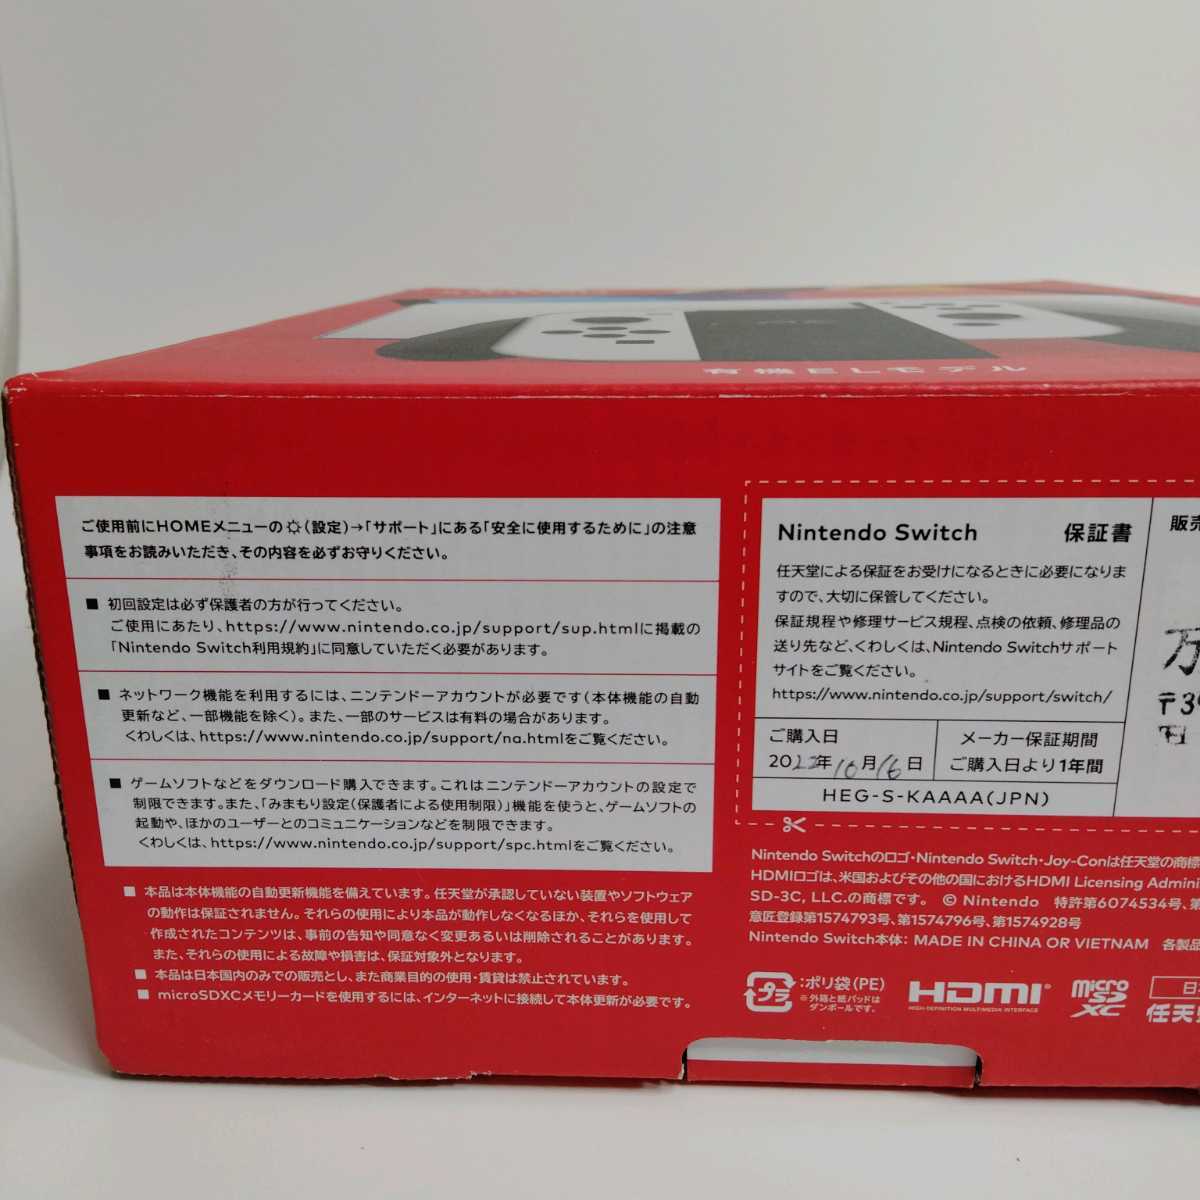 有機ELモデル
ご使用前にHOMEメニューの(設定)→「サポート」にある「安全に使用するために」の注意
事項をお読みいただき、その内容を必ずお守りください。
■ 初回設定は必ず保護者の方が行ってください。
ご使用にあたり、https://www.nintendo.co.jp/support/sup.htmlに掲載の
「Nintendo Switch利用規約」に同意していただく必要があります。
■ ネットワーク機能を利用するには、ニンテンドーアカウントが必要です(本体機能の自動
更新など、一部機能を除く)。また、一部のサービスは有料の場合があります。
くわしくは、https://www.nintendo.co.jp/support/na.htmlをご覧ください。
■ ゲームソフトなどをダウンロード購入できます。これはニンテンドーアカウントの設定で
制限できます。また、「みまもり設定(保護者による使用制限)」機能を使うと、ゲームソフトの
起動や、ほかのユーザーとのコミュニケーションなどを制限できます。
くわしくは、https://www.nintendo.co.jp/support/spc.htmlをご覧ください。
■ 本品は本体機能の自動更新機能を備えています。任天堂が承認していない装置やソフトウェア
の動作は保証されません。それらの使用により本品が動作しなくなるほか、それらを使用して
作成されたコンテンツは、事前の告知や同意なく変更あるいは削除されることがあります。
また、それらの使用による故障や損害は、保証対象外となります。
■ 本品は日本国内のみでの販売とし、また商業目的の使用・賃貸は禁止されています。
■ microSDXCメモリーカードを使用するには、インターネットに接続して本体更新が必要です。
Nintendo Switch 保証書
任天堂による保証をお受けになるときに必要になりま
すので、大切に保管してください。
保証規程や修理サービス規程、点検の依頼、修理品の
送り先など、くわしくは、Nintendo Switchサポート
サイトをご覧ください。
https://www.nintendo.co.jp/support/switch/
ご購入日
2022年10月16日
メーカー保証期間
ご購入日より1年間
HEG-S-KAAAA(JPN)
販売
万
〒39
Nintendo Switchのロゴ・Nintendo Switch・Joy-Conは任天堂の商標
HDMIロゴは、米国およびその他の国におけるHDMI Licensing Admini
SD-3C, LLC.の商標です。 © Nintendo 特許第6074534号、第
意匠登録第1574793号、第1574796号、第1574928号
Nintendo Switch本体: MADE IN CHINA OR VIETNAM 各製品
プラ :ポリ袋(PE)
※外箱と紙パッドは
ダンボールです。
HDMI
HIGH-DEFINITION MULTIMEDIA INTERFACE
micro
SD
XC
日本
任天堂